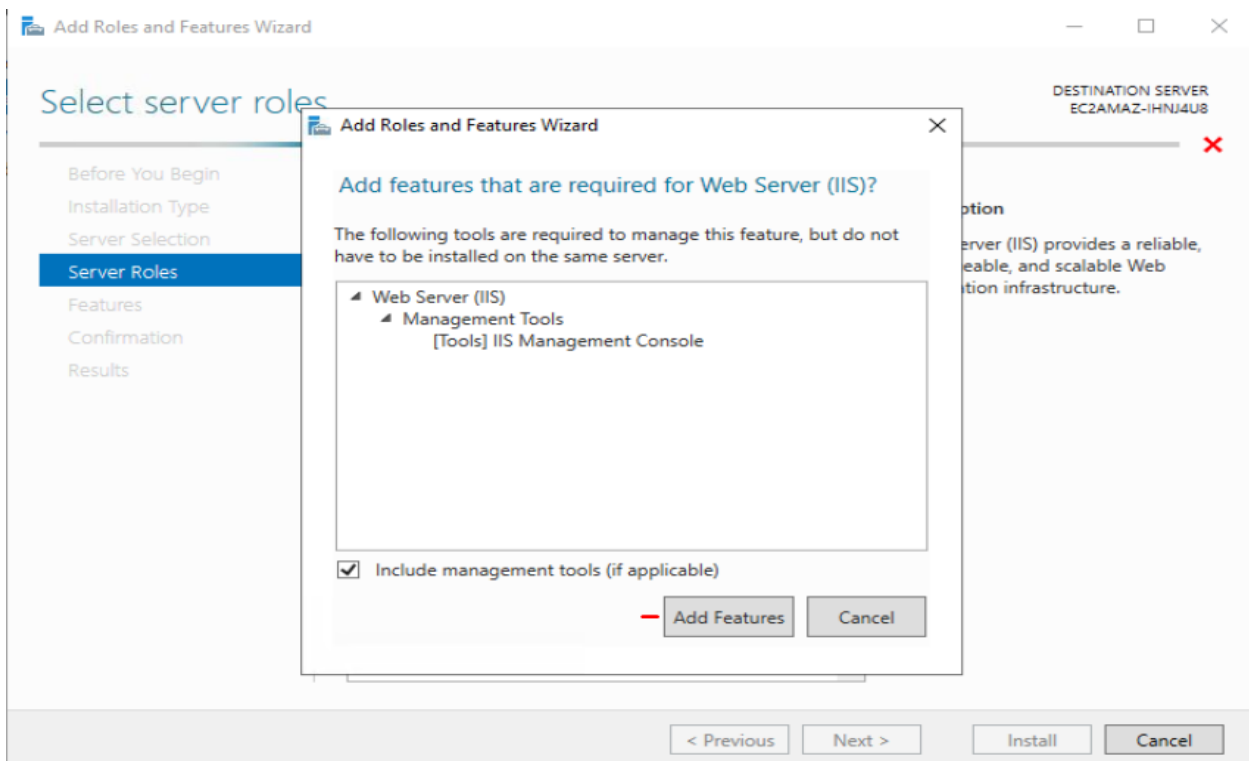 Add Roles and Features Wizard
Select server roles
DESTINATION SERVER
EC2AMAZ-IHNJ4U8
Before You Begin
Installation Type
Server Selection
Server Roles
Features
Confirmation
Results
Add Roles and Features Wizard
Add features that are required for Web Server (IIS)?
The following tools are required to manage this feature, but do not
have to be installed on the same server.
Web Server (IIS)
Management Tools
[Tools] IIS Management Console
Include management tools (if applicable)
Add Features
Cancel
ption
erver (IIS) provides a reliable,
eable, and scalable Web
tion infrastructure.
< Previous
Next >
Install
Cancel